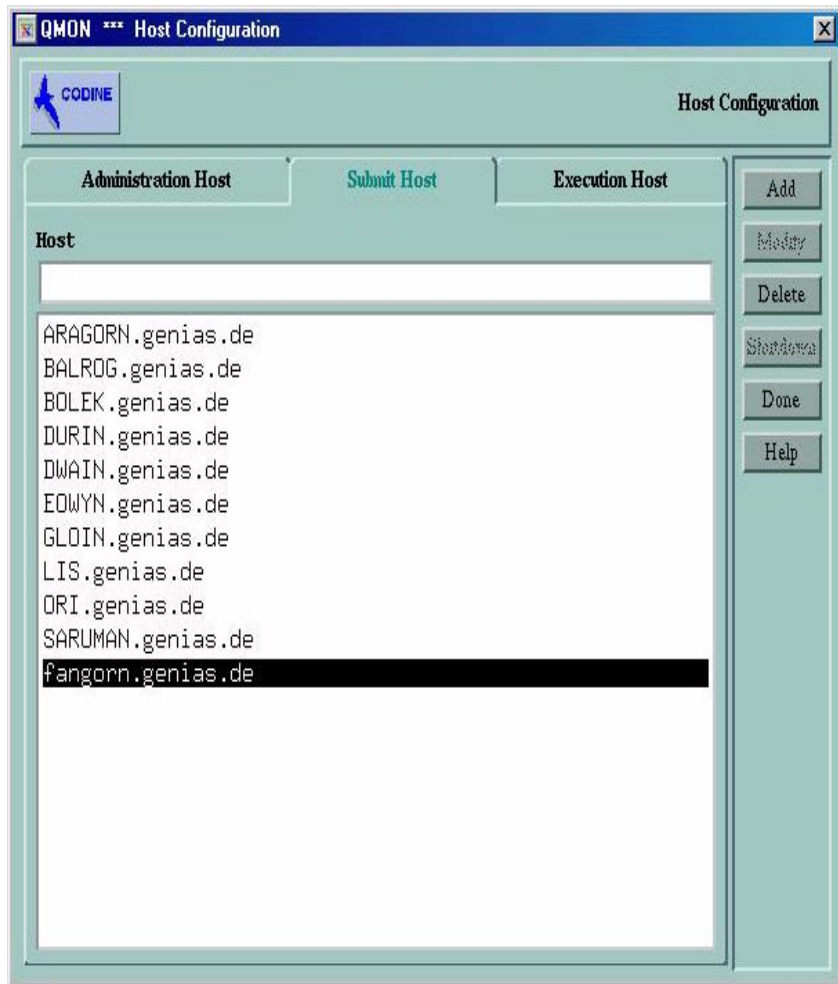 QMON *** Host Configuration
CODINE
Host Configuration
Administration Host Submit Host Execution Host
Host
ARAGORN.genias.de
BALROG.genias.de
BOLEK.genias.de
DURIN.genias.de
DWAIN.genias.de
EOWYN.genias.de
GLOIN.genias.de
LIS.genias.de
ORI.genias.de
SARUMAN.genias.de
fangorn.genias.de
Add
Modify
Delete
Shutdown
Done
Help